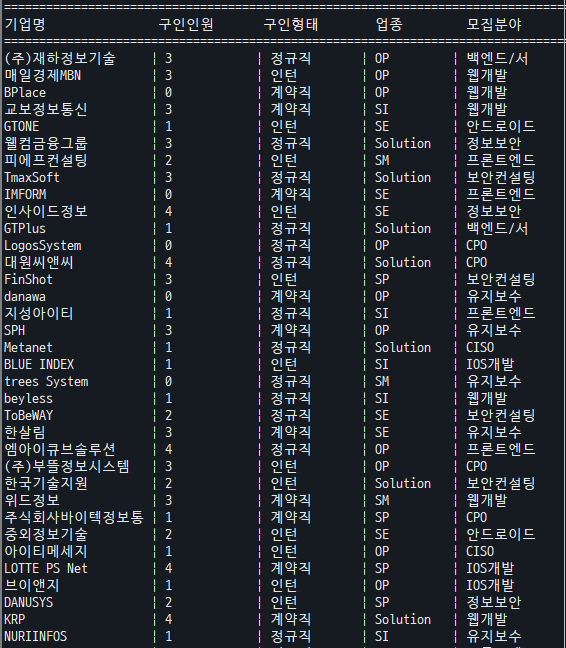 기업명 구인인원 구인형태 업종 모집분야
(주)재하정보기술 ¦ 3 ¦ 정규직 ¦ OP ¦ 백엔드/서
매일경제MBN ¦ 3 ¦ 인턴 ¦ OP ¦ 웹개발
BPlace ¦ 0 ¦ 계약직 ¦ OP ¦ 웹개발
교보정보통신 ¦ 3 ¦ 계약직 ¦ SI ¦ 웹개발
GTONE ¦ 1 ¦ 인턴 ¦ SE ¦ 안드로이드
웰컴금융그룹 ¦ 3 ¦ 정규직 ¦ Solution ¦ 정보보안
피에프컨설팅 ¦ 2 ¦ 인턴 ¦ SM ¦ 프론트엔드
TmaxSoft ¦ 3 ¦ 정규직 ¦ Solution ¦ 보안컨설팅
IMFORM ¦ 0 ¦ 계약직 ¦ SE ¦ 프론트엔드
인사이드정보 ¦ 4 ¦ 인턴 ¦ SE ¦ 정보보안
GTPlus ¦ 1 ¦ 정규직 ¦ Solution ¦ 백엔드/서
LogosSystem ¦ 0 ¦ 정규직 ¦ OP ¦ CPO
대원씨앤씨 ¦ 4 ¦ 정규직 ¦ Solution ¦ CPO
FinShot ¦ 3 ¦ 인턴 ¦ SP ¦ 보안컨설팅
danawa ¦ 0 ¦ 계약직 ¦ OP ¦ 유지보수
지성아이티 ¦ 1 ¦ 정규직 ¦ SI ¦ 프론트엔드
SPH ¦ 3 ¦ 계약직 ¦ OP ¦ 유지보수
Metanet ¦ 1 ¦ 정규직 ¦ Solution ¦ CISO
BLUE INDEX ¦ 1 ¦ 인턴 ¦ SI ¦ IOS개발
trees System ¦ 0 ¦ 정규직 ¦ SM ¦ 유지보수
beyless ¦ 1 ¦ 정규직 ¦ SI ¦ 웹개발
ToBeWAY ¦ 2 ¦ 정규직 ¦ SE ¦ 보안컨설팅
한살림 ¦ 3 ¦ 계약직 ¦ SE ¦ 유지보수
엠아이큐브솔루션 ¦ 4 ¦ 정규직 ¦ OP ¦ 프론트엔드
(주)부뜰정보시스템 ¦ 3 ¦ 인턴 ¦ OP ¦ CPO
한국기술지원 ¦ 2 ¦ 인턴 ¦ Solution ¦ 보안컨설팅
위드정보 ¦ 3 ¦ 계약직 ¦ SM ¦ 웹개발
주식회사바이텍정보통 ¦ 1 ¦ 계약직 ¦ SP ¦ CPO
중외정보기술 ¦ 2 ¦ 인턴 ¦ SE ¦ 안드로이드
아이티메세지 ¦ 1 ¦ 인턴 ¦ OP ¦ CISO
LOTTE PS Net ¦ 4 ¦ 계약직 ¦ SP ¦ IOS개발
브이앤지 ¦ 1 ¦ 인턴 ¦ OP ¦ IOS개발
DANUSYS ¦ 2 ¦ 인턴 ¦ SP ¦ 정보보안
KRP ¦ 4 ¦ 계약직 ¦ Solution ¦ 웹개발
NURIINFOS ¦ 1 ¦ 정규직 ¦ SI ¦ 유지보수